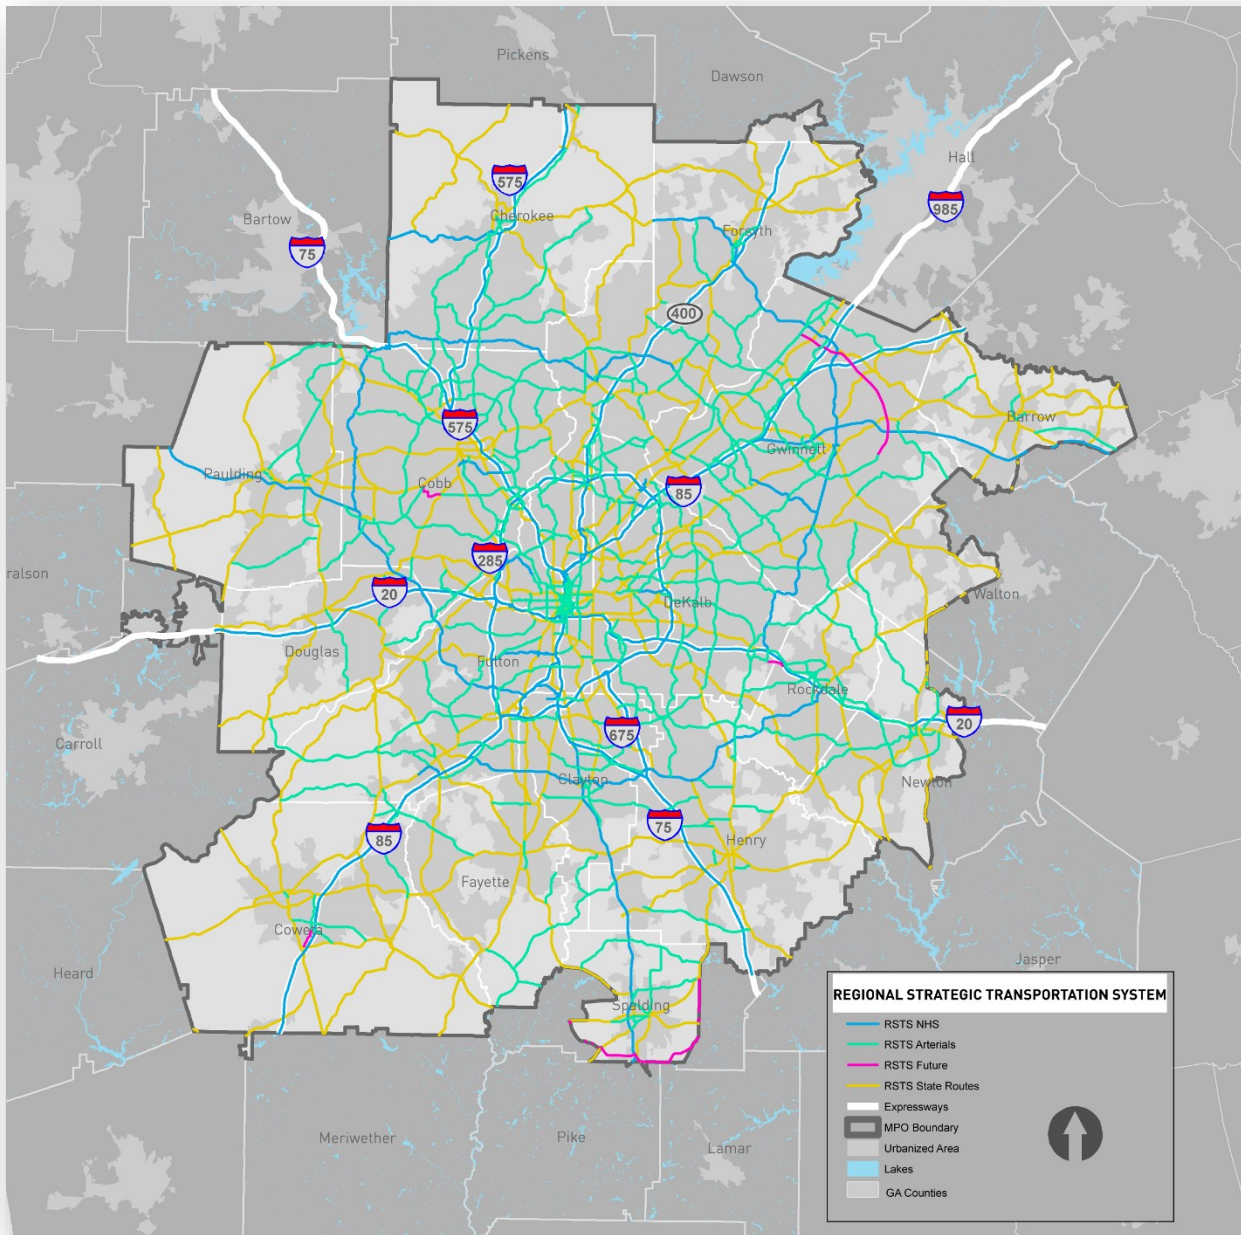 Pickens
Dawson
Hall
575
985
Bartow
Cherokee
Forsyth
75
400
575
Barrow
Gwinnett
Paulding
Cobb
85
285
20
ralson
DeKalb
Walton
Douglas
Fulton
Rockdale
20
675
Carroll
Clayton
Newton
75
85
Henry
Fayette
Coweta
Heard
Jasper
Spalding
Meriwether
Pike
Lamar
REGIONAL STRATEGIC TRANSPORTATION SYSTEM
RSTS NHS
RSTS Arterials
RSTS Future
RSTS State Routes
Expressways
MPO Boundary
Urbanized Area
Lakes
GA Counties